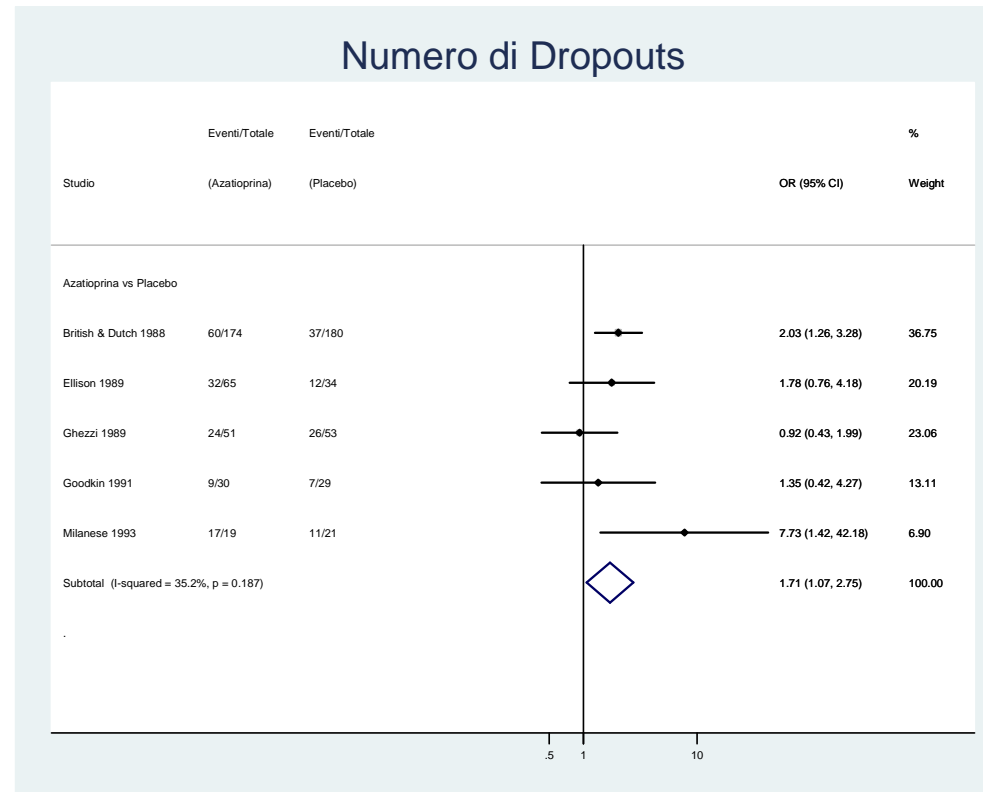 Numero di Dropouts
Eventi/Totale Eventi/Totale %
Studio (Azatioprina) (Placebo) OR (95% CI) Weight
Azatioprina vs Placebo
British & Dutch 1988 60/174 37/180 2.03 (1.26, 3.28) 36.75
Ellison 1989 32/65 12/34 1.78 (0.76, 4.18) 20.19
Ghezzi 1989 24/51 26/53 0.92 (0.43, 1.99) 23.06
Goodkin 1991 9/30 7/29 1.35 (0.42, 4.27) 13.11
Milanese 1993 17/19 11/21 7.73 (1.42, 42.18) 6.90
Subtotal (I-squared = 35.2%, p = 0.187) 1.71 (1.07, 2.75) 100.00
.
.5 1 10